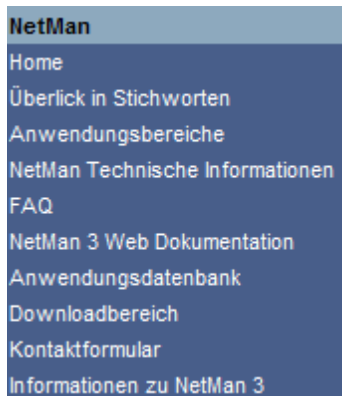 NetMan
Home
Überlick in Stichworten
Anwendungsbereiche
NetMan Technische Informationen
FAQ
NetMan 3 Web Dokumentation
Anwendungsdatenbank
Downloadbereich
Kontaktformular
Informationen zu NetMan 3